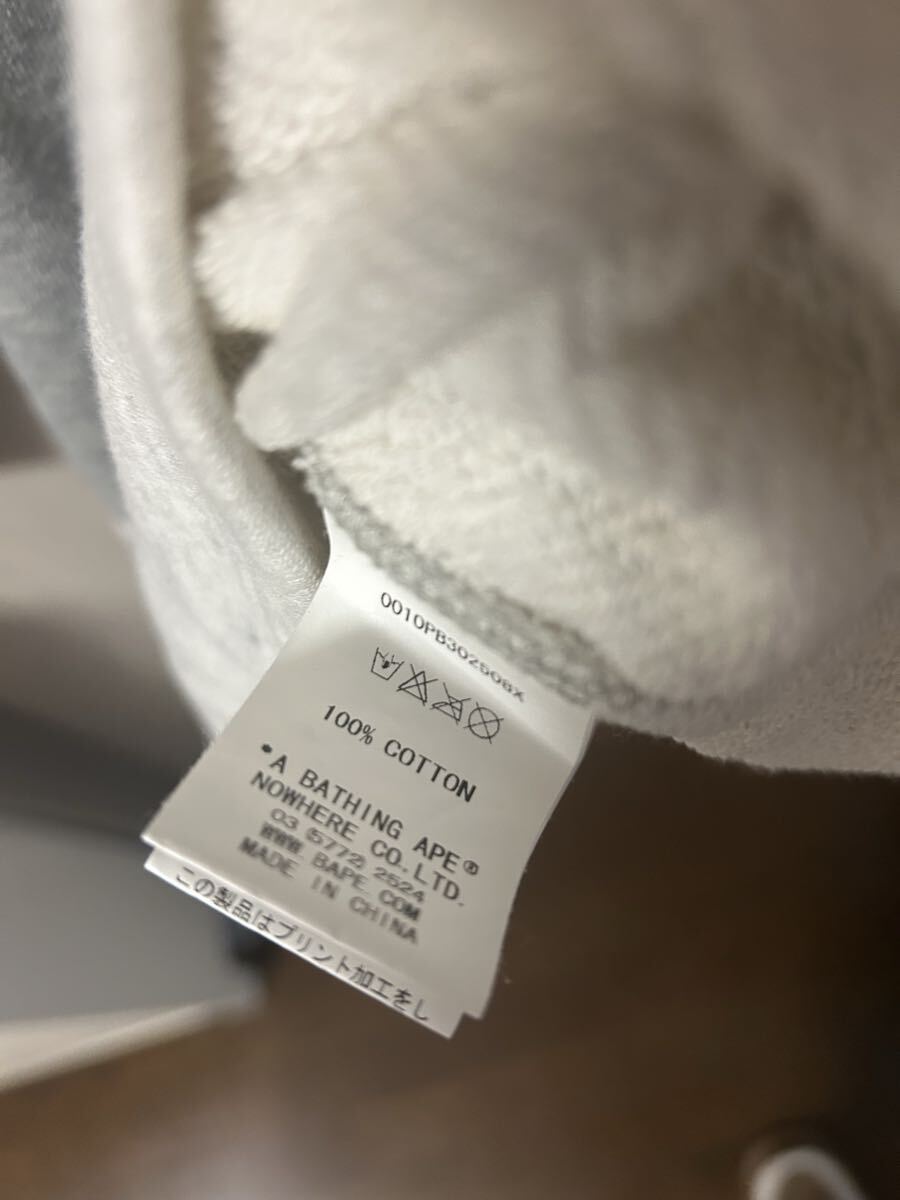 0010PB302506X
100% COTTON
•A BATHING APE®
NOWHERE CO.,LTD.
03 (5772) 2524
WWW.BAPE.COM
MADE IN CHINA
この製品はプリント加工をし